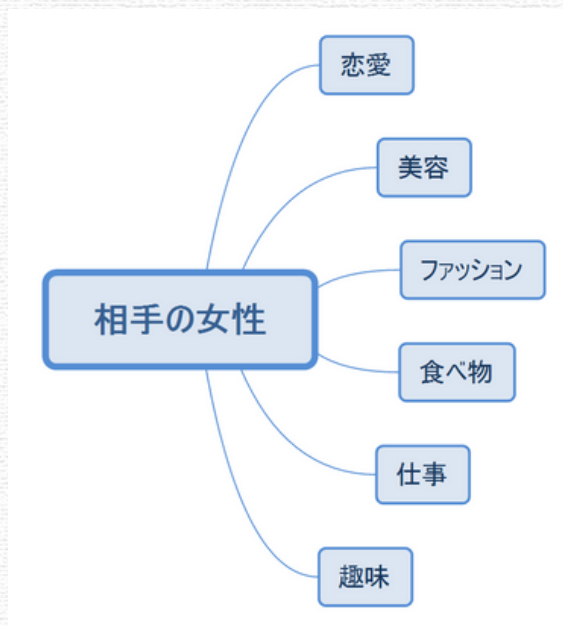 恋愛
美容
ファッション
相手の女性
食べ物
仕事
趣味